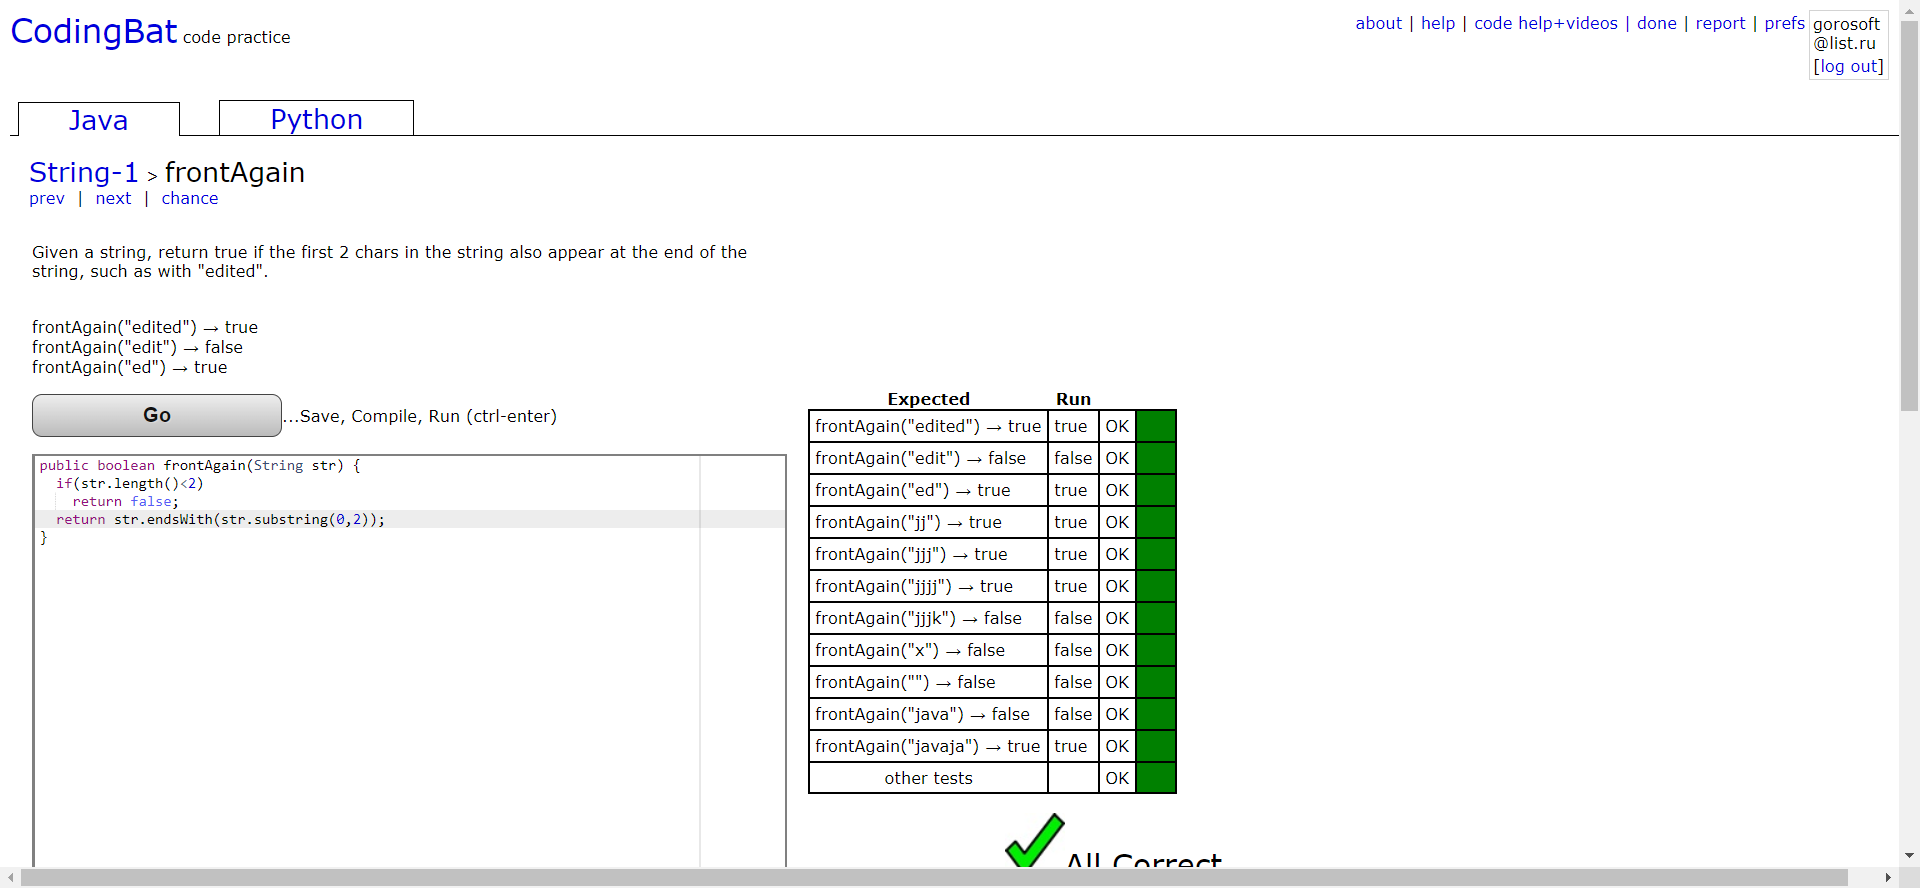 CodingBat code practice
about | help | code help+videos | done | report | prefs
gorosoft
@list.ru
[log out]
Java
Python
String-1 > frontAgain
prev | next | chance
Given a string, return true if the first 2 chars in the string also appear at the end of the
string, such as with "edited".
frontAgain("edited") → true
frontAgain("edit") → false
frontAgain("ed") → true
Go
...Save, Compile, Run (ctrl-enter)
public boolean frontAgain(String str) {
  if(str.length()<2)
    return false;
  return str.endsWith(str.substring(0,2));
}
Expected Run
frontAgain("edited") → true true OK
frontAgain("edit") → false false OK
frontAgain("ed") → true true OK
frontAgain("jj") → true true OK
frontAgain("jjj") → true true OK
frontAgain("jjjj") → true true OK
frontAgain("jjjk") → false false OK
frontAgain("x") → false false OK
frontAgain("") → false false OK
frontAgain("java") → false false OK
frontAgain("javaja") → true true OK
other tests OK
All Correct